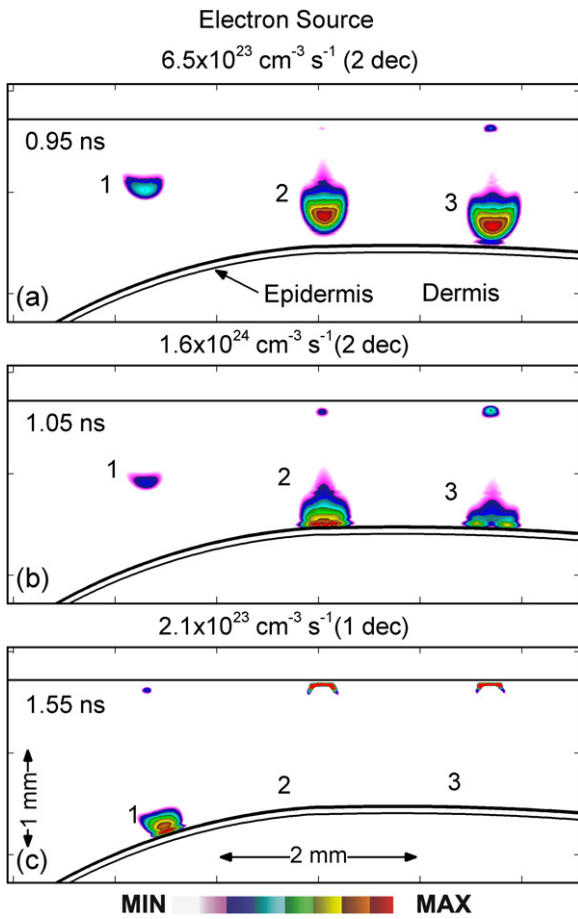 Electron Source
6.5x10²³ cm⁻³ s⁻¹ (2 dec)
0.95 ns
1
2
3
(a)
Epidermis
Dermis
1.6x10²⁴ cm⁻³ s⁻¹(2 dec)
1.05 ns
1
2
3
(b)
2.1x10²³ cm⁻³ s⁻¹(1 dec)
1.55 ns
1
2
3
1 mm
(c)
2 mm
MIN MAX